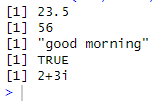 [1] 23.5
[1] 56
[1] "good morning"
[1] TRUE
[1] 2+3i
>